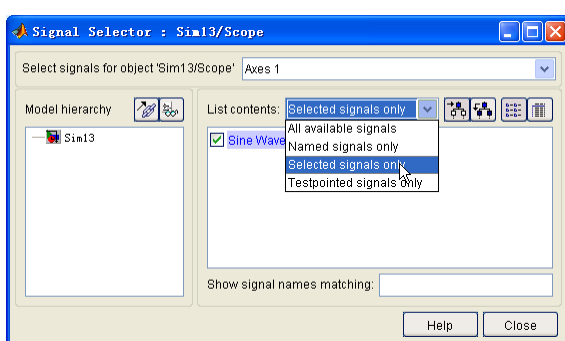 Signal Selector : Sim13/Scope
Select signals for object 'Sim13/Scope' Axes 1
Model hierarchy
List contents: Selected signals only
Sim13
All available signals
Sine Wave
Named signals only
Selected signals only
Testpointed signals only
Show signal names matching:
Help Close